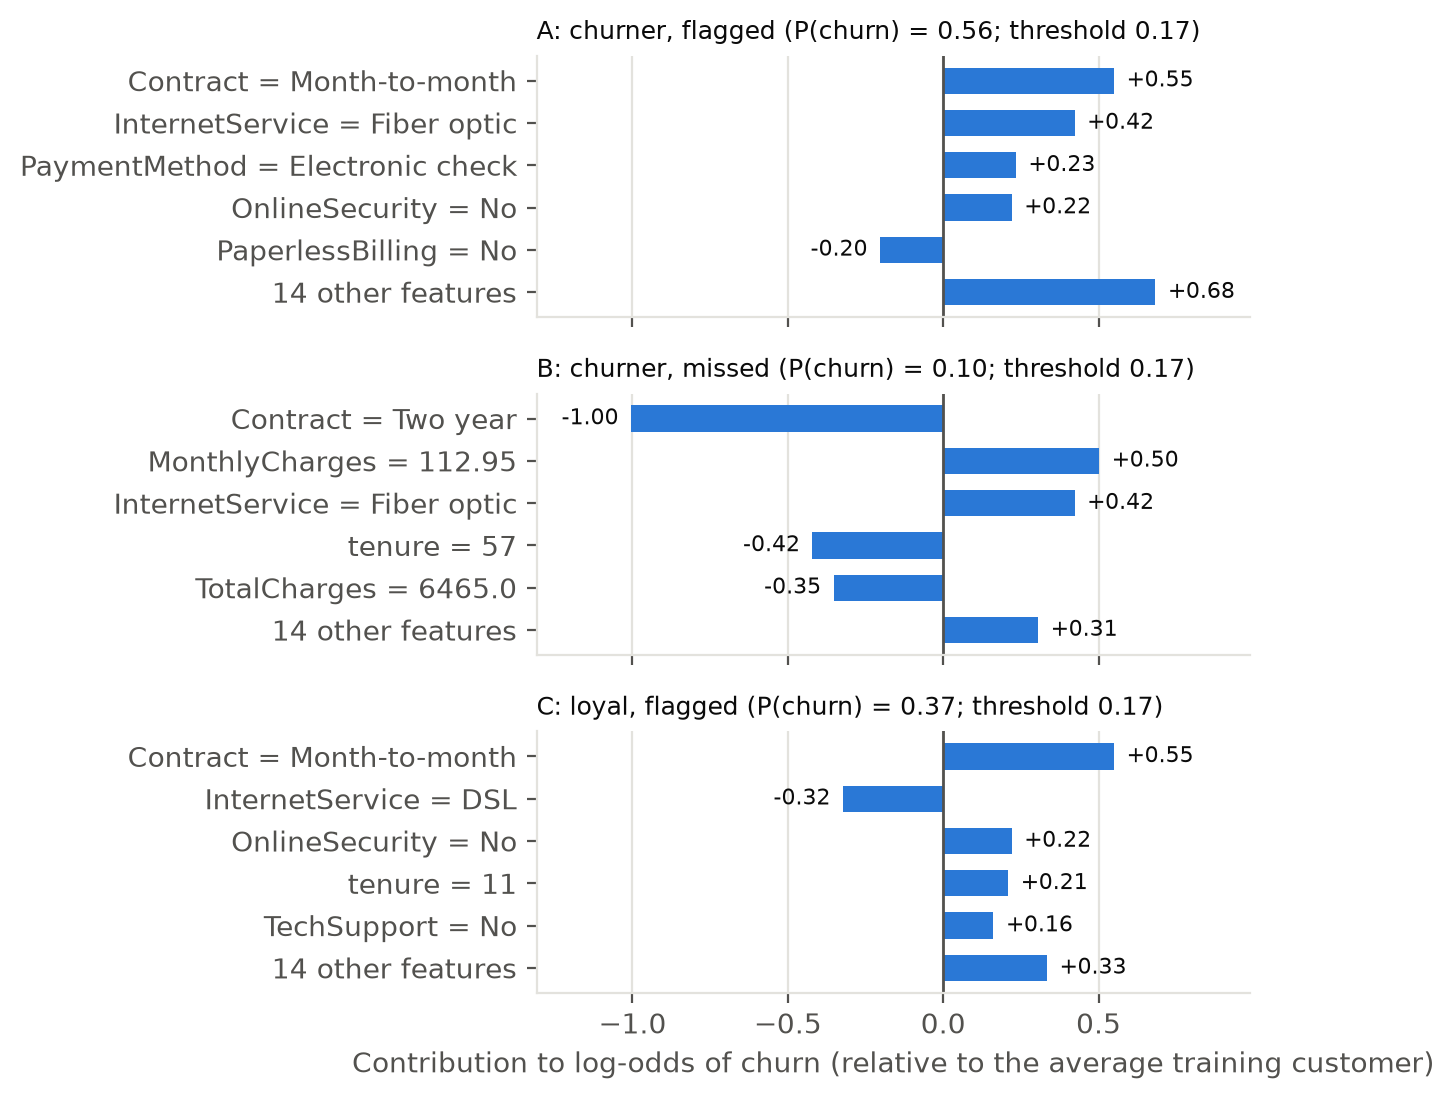 A: churner, flagged (P(churn) = 0.56; threshold 0.17)
Contract = Month-to-month +0.55
InternetService = Fiber optic +0.42
PaymentMethod = Electronic check +0.23
OnlineSecurity = No +0.22
PaperlessBilling = No -0.20
14 other features +0.68
B: churner, missed (P(churn) = 0.10; threshold 0.17)
Contract = Two year -1.00
MonthlyCharges = 112.95 +0.50
InternetService = Fiber optic +0.42
tenure = 57 -0.42
TotalCharges = 6465.0 -0.35
14 other features +0.31
C: loyal, flagged (P(churn) = 0.37; threshold 0.17)
Contract = Month-to-month +0.55
InternetService = DSL -0.32
OnlineSecurity = No +0.22
tenure = 11 +0.21
TechSupport = No +0.16
14 other features +0.33
−1.0 −0.5 0.0 0.5
Contribution to log-odds of churn (relative to the average training customer)